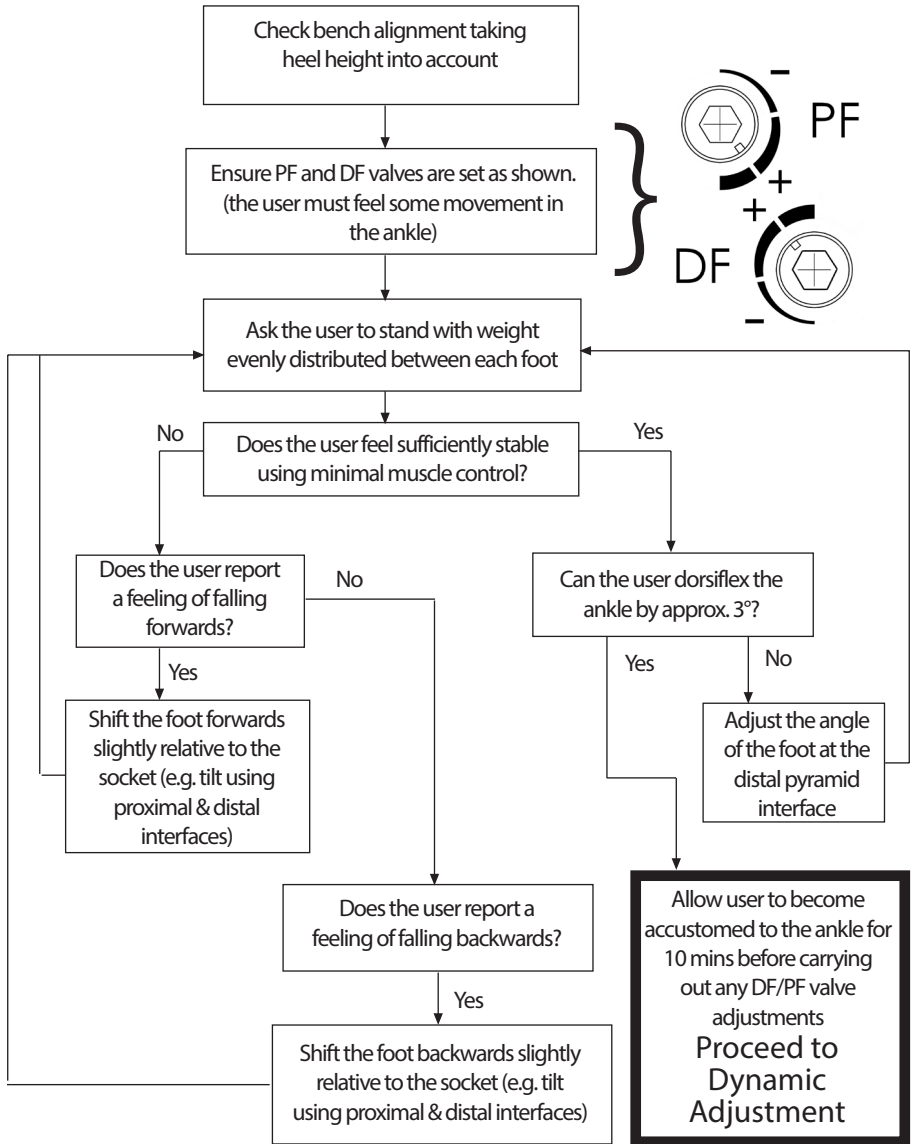 Check bench alignment taking
heel height into account
Ensure PF and DF valves are set as shown.
(the user must feel some movement in
the ankle)
-
PF
+
+
DF
-
Ask the user to stand with weight
evenly distributed between each foot
No
Does the user feel sufficiently stable
using minimal muscle control?
Yes
Does the user report
a feeling of falling
forwards?
No
Yes
Shift the foot forwards
slightly relative to the
socket (e.g. tilt using
proximal & distal
interfaces)
Can the user dorsiflex the
ankle by approx. 3°?
Yes
No
Adjust the angle
of the foot at the
distal pyramid
interface
Does the user report a
feeling of falling backwards?
Yes
Shift the foot backwards slightly
relative to the socket (e.g. tilt
using proximal & distal interfaces)
Allow user to become
accustomed to the ankle for
10 mins before carrying
out any DF/PF valve
adjustments
Proceed to
Dynamic
Adjustment